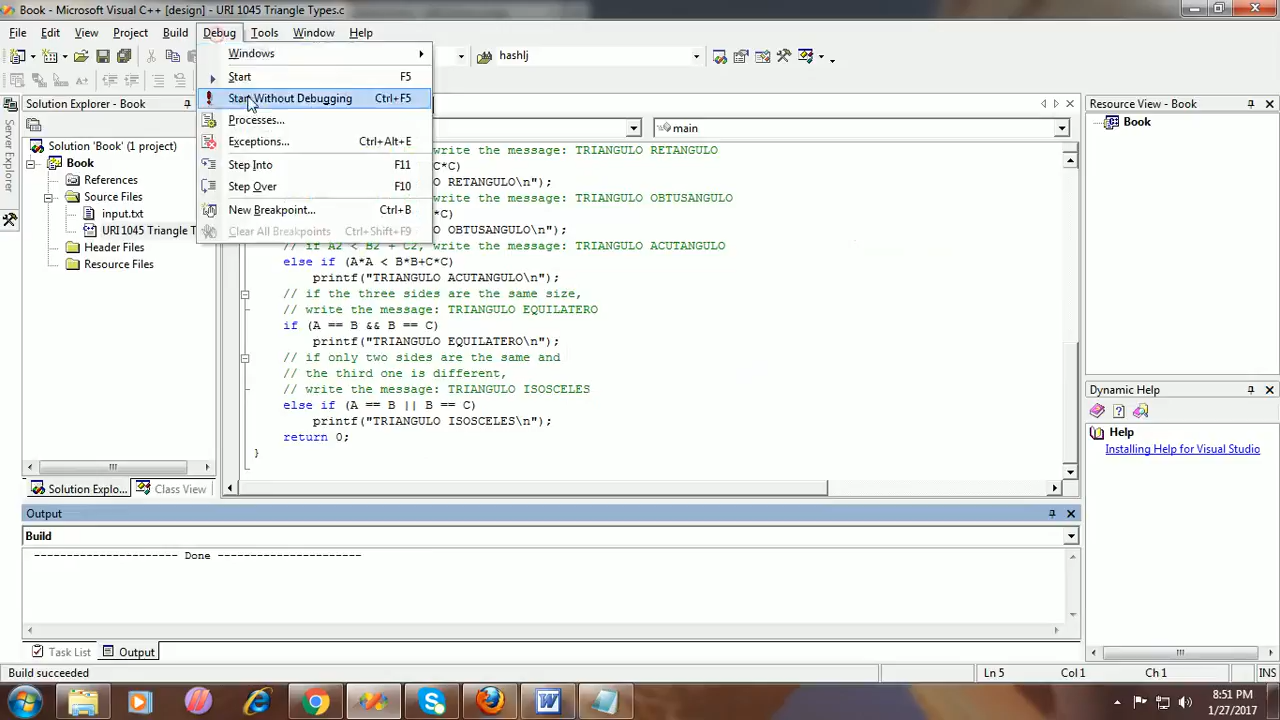 Book - Microsoft Visual C++ [design] - URI 1045 Triangle Types.c
File Edit View Project Build Debug Tools Window Help
hashlj
Windows
Start F5
Start Without Debugging Ctrl+F5
Processes...
Exceptions... Ctrl+Alt+E
Step Into F11
Step Over F10
New Breakpoint... Ctrl+B
Clear All Breakpoints Ctrl+Shift+F9
Server Explorer
Solution Explorer - Book
Solution 'Book' (1 project)
Book
References
Source Files
input.txt
URI 1045 Triangle T
Header Files
Resource Files
Solution Explo...
Class View
main
write the message: TRIANGULO RETANGULO
C*C)
RETANGULO\n");
write the message: TRIANGULO OBTUSANGULO
C*C)
OBTUSANGULO\n");
// if A2 < B2 + C2, write the message: TRIANGULO ACUTANGULO
else if (A*A < B*B+C*C)
printf("TRIANGULO ACUTANGULO\n");
// if the three sides are the same size,
// write the message: TRIANGULO EQUILATERO
if (A == B && B == C)
printf("TRIANGULO EQUILATERO\n");
// if only two sides are the same and
// the third one is different,
// write the message: TRIANGULO ISOSCELES
else if (A == B || B == C)
printf("TRIANGULO ISOSCELES\n");
return 0;
}
Resource View - Book
Book
Dynamic Help
Help
Installing Help for Visual Studio
Output
Build
---------------------- Done ----------------------
Task List
Output
Build succeeded
Ln 5 Col 1 Ch 1 INS
8:51 PM
1/27/2017